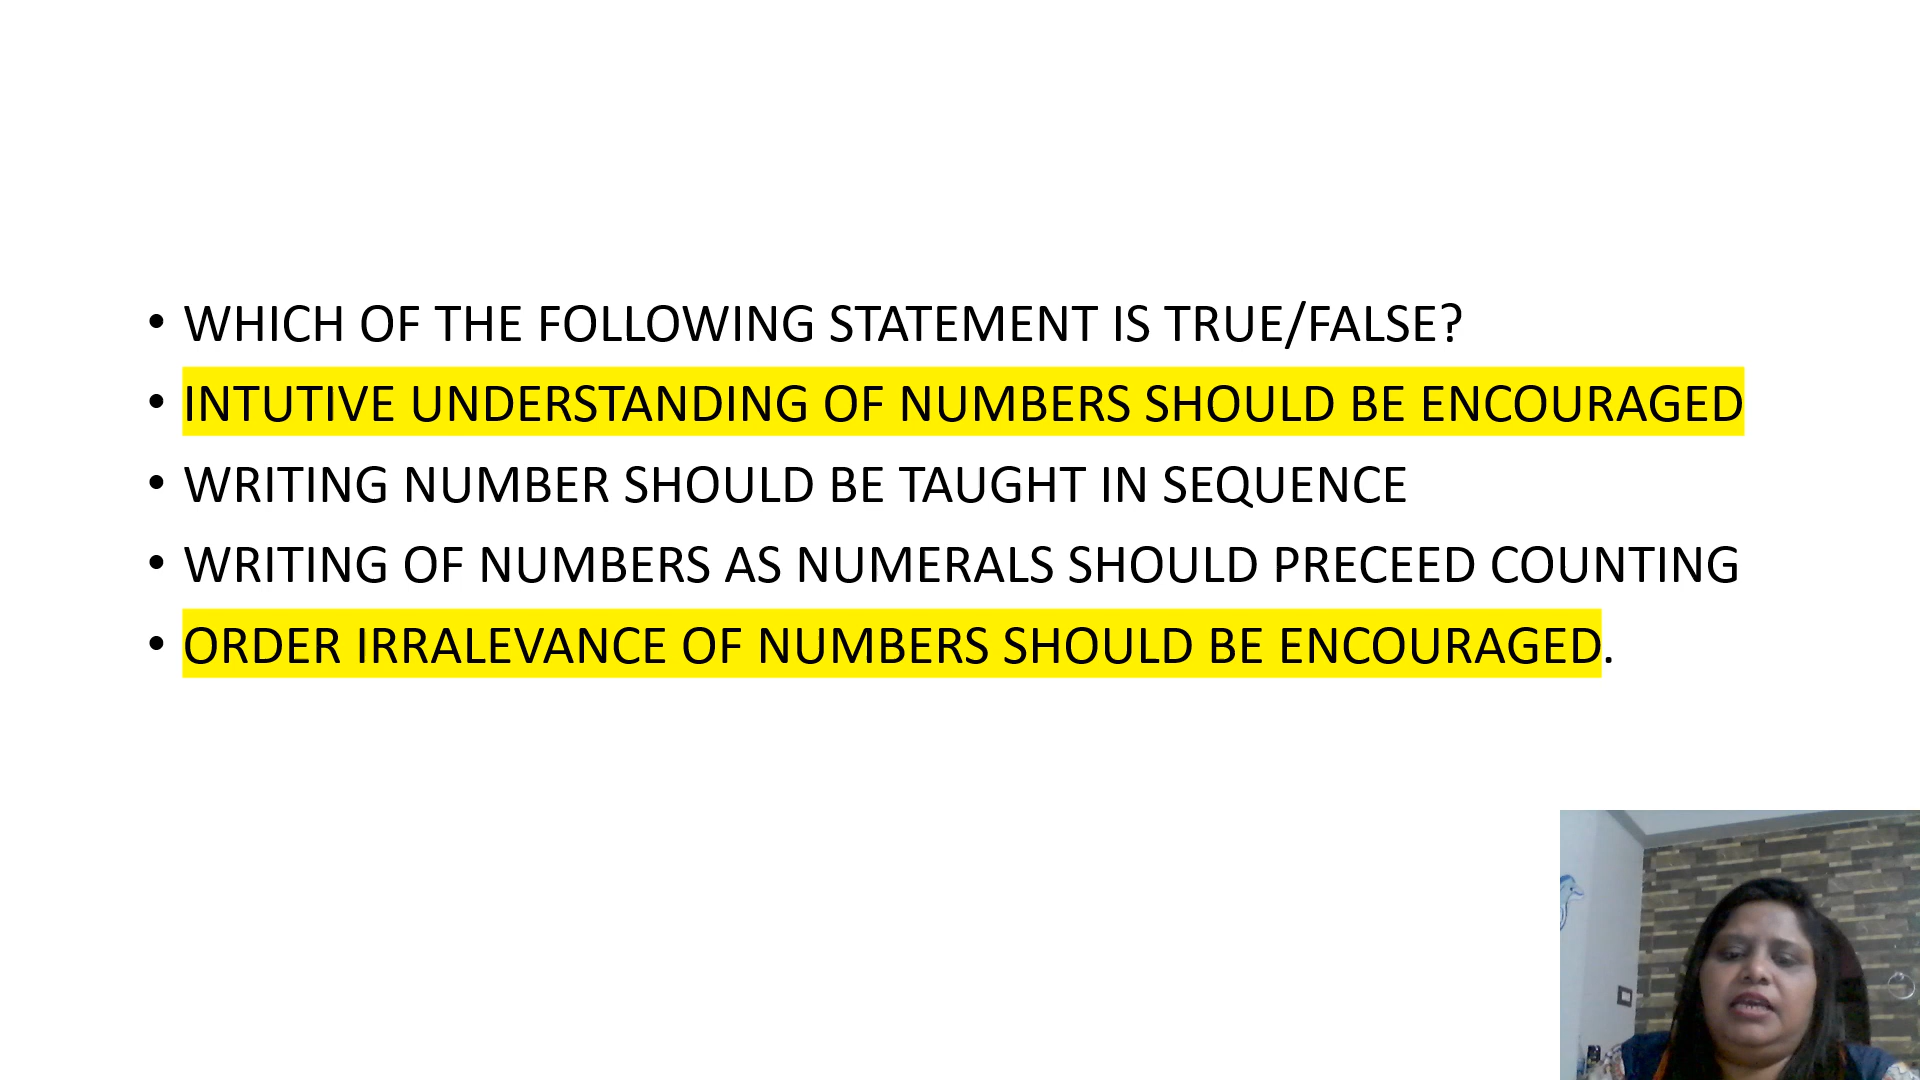 • WHICH OF THE FOLLOWING STATEMENT IS TRUE/FALSE?
• INTUTIVE UNDERSTANDING OF NUMBERS SHOULD BE ENCOURAGED
• WRITING NUMBER SHOULD BE TAUGHT IN SEQUENCE
• WRITING OF NUMBERS AS NUMERALS SHOULD PRECEED COUNTING
• ORDER IRRALEVANCE OF NUMBERS SHOULD BE ENCOURAGED.